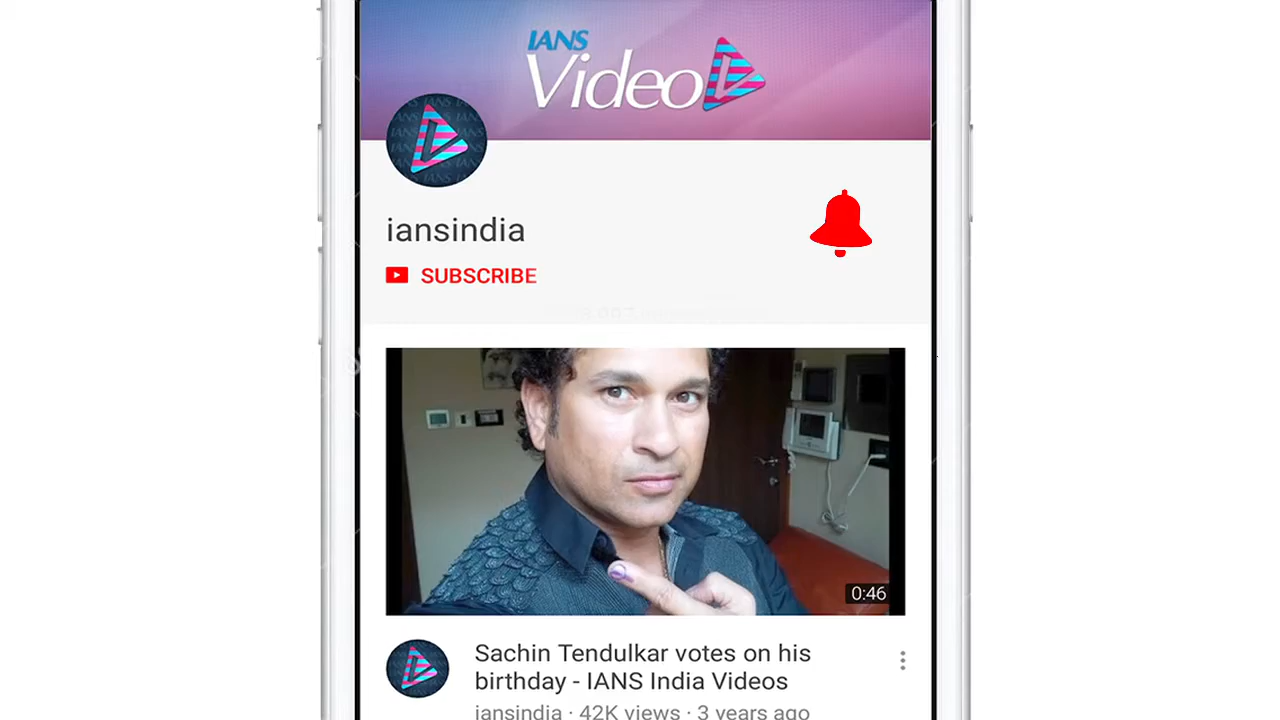 IANS
Video
iansindia
SUBSCRIBE
0:46
Sachin Tendulkar votes on his
birthday - IANS India Videos
iansindia · 42K views · 3 years ago